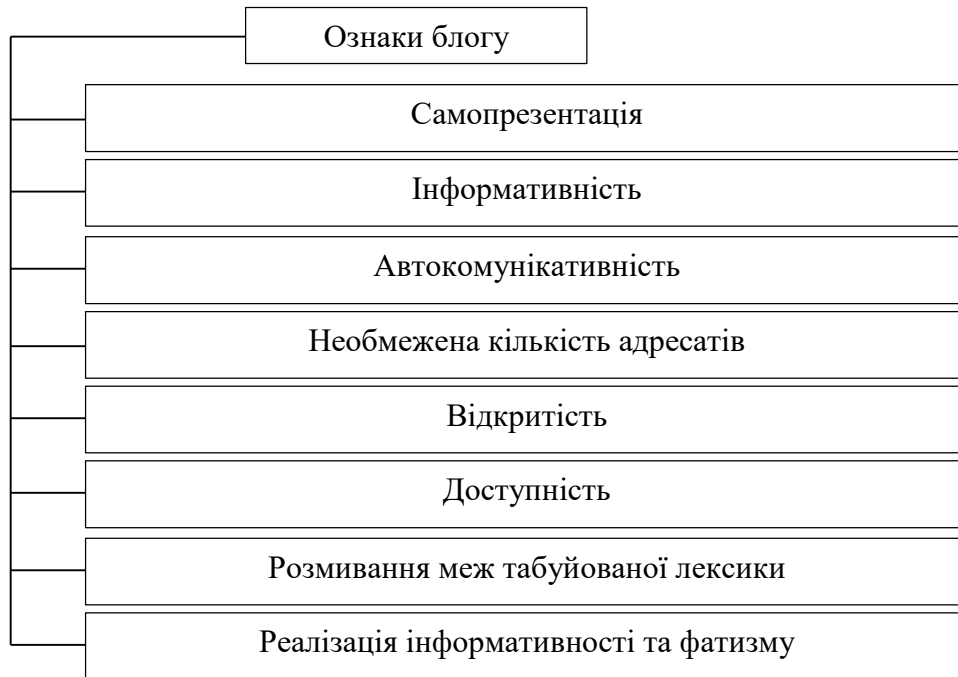 Ознаки блогу
Самопрезентація
Інформативність
Автокомунікативність
Необмежена кількість адресатів
Відкритість
Доступність
Розмивання меж табуйованої лексики
Реалізація інформативності та фатизму